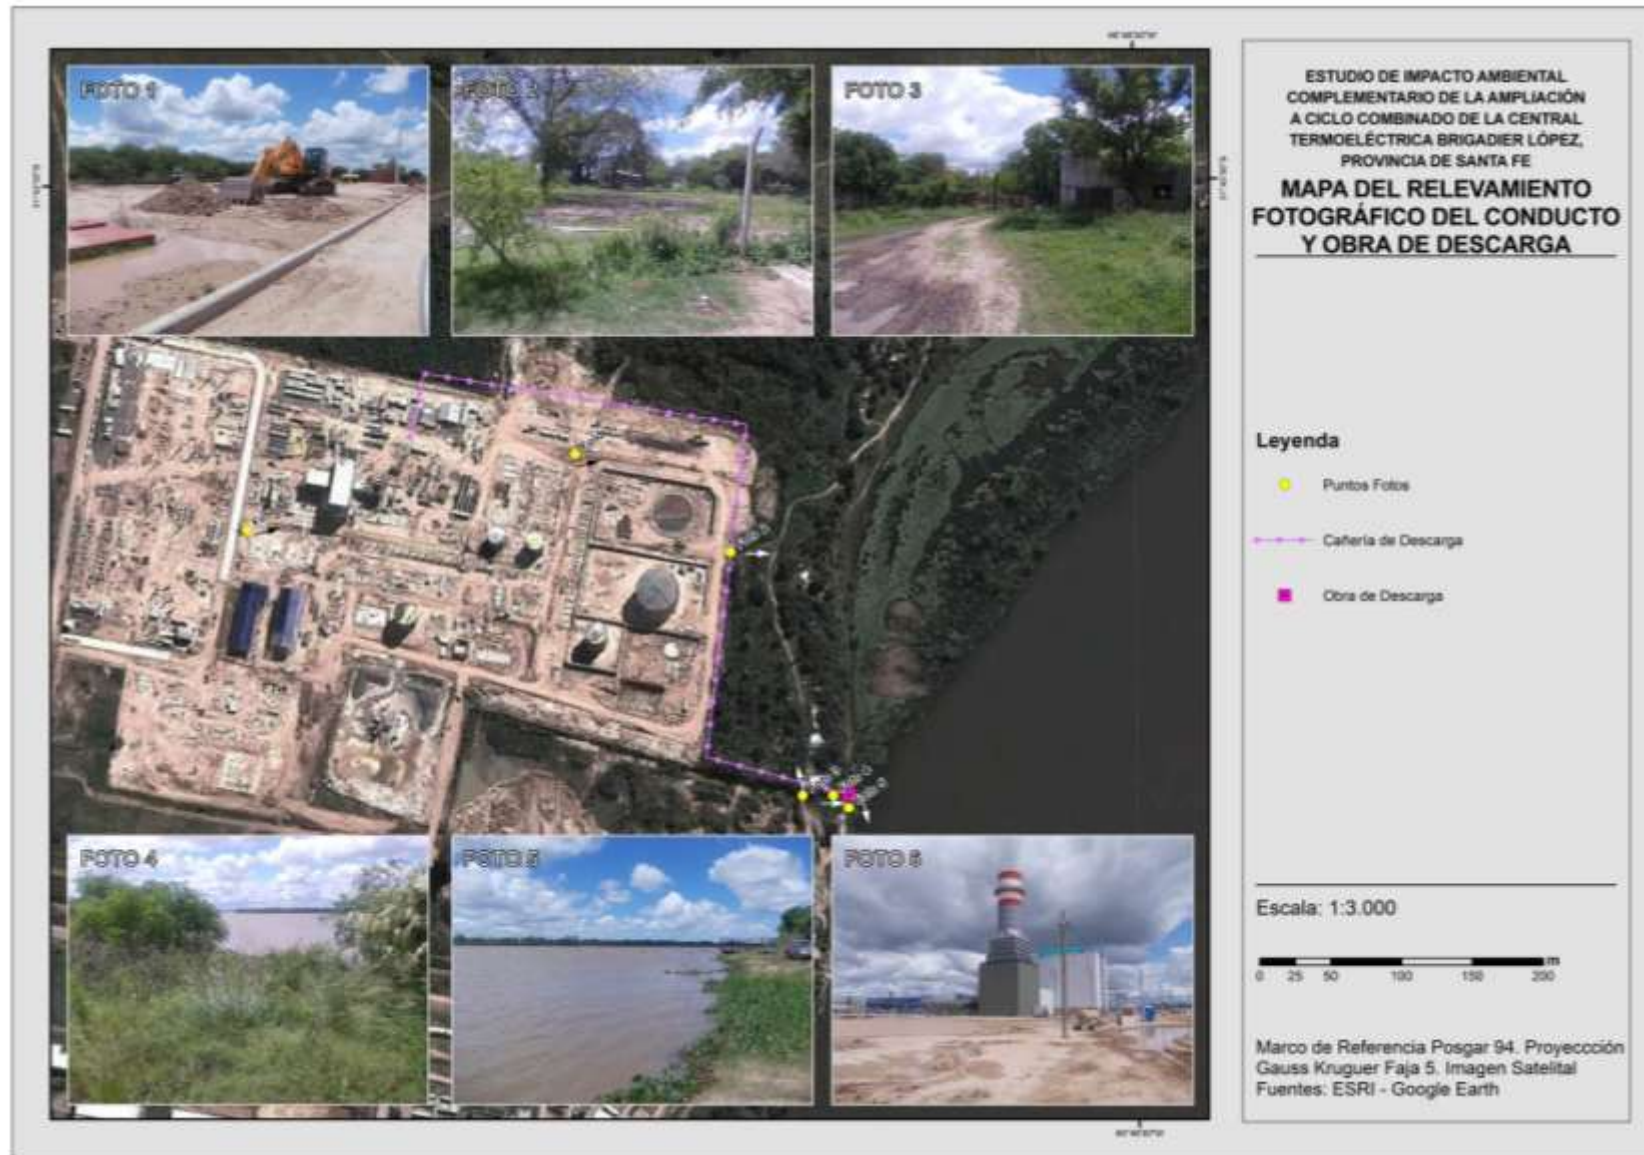 FOTO 1
FOTO 2
FOTO 3
FOTO 4
FOTO 5
FOTO 6
ESTUDIO DE IMPACTO AMBIENTAL
COMPLEMENTARIO DE LA AMPLIACIÓN
A CICLO COMBINADO DE LA CENTRAL
TERMOELÉCTRICA BRIGADIER LÓPEZ,
PROVINCIA DE SANTA FE
MAPA DEL RELEVAMIENTO
FOTOGRÁFICO DEL CONDUCTO
Y OBRA DE DESCARGA
Leyenda
Puntos Fotos
Cañería de Descarga
Obra de Descarga
Escala: 1:3.000
m
0 25 50 100 150 200
Marco de Referencia Posgar 94. Proyeccción
Gauss Kruguer Faja 5. Imagen Satelital
Fuentes: ESRI - Google Earth